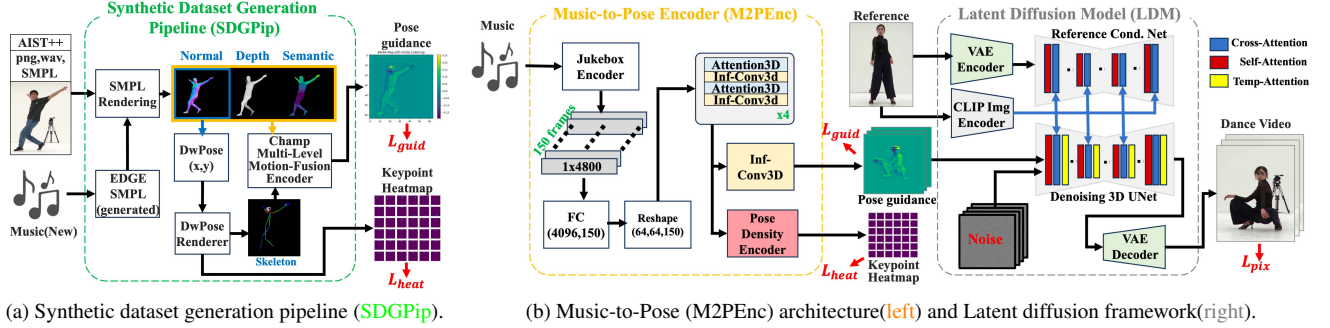 Synthetic Dataset Generation
Pipeline (SDGPip)
AIST++
png,wav,
SMPL
SMPL
Rendering
Normal
Depth
Semantic
Pose
guidance
L_guid
DwPose
(x,y)
Champ
Multi-Level
Motion-Fusion
Encoder
EDGE
SMPL
(generated)
Music(New)
DwPose
Renderer
Skeleton
Keypoint
Heatmap
L_heat
(a) Synthetic dataset generation pipeline (SDGPip).
Music-to-Pose Encoder (M2PEnc)
Music
Jukebox
Encoder
150 frames
1x4800
FC
(4096,150)
Reshape
(64,64,150)
Attention3D
Inf-Conv3d
Attention3D
Inf-Conv3d
x4
Inf-
Conv3D
Pose
Density
Encoder
L_guid
Pose guidance
L_heat
Keypoint
Heatmap
Reference
Latent Diffusion Model (LDM)
Reference Cond. Net
VAE
Encoder
CLIP Img
Encoder
Denoising 3D UNet
Noise
VAE
Decoder
Cross-Attention
Self-Attention
Temp-Attention
Dance Video
L_pix
(b) Music-to-Pose (M2PEnc) architecture(left) and Latent diffusion framework(right).